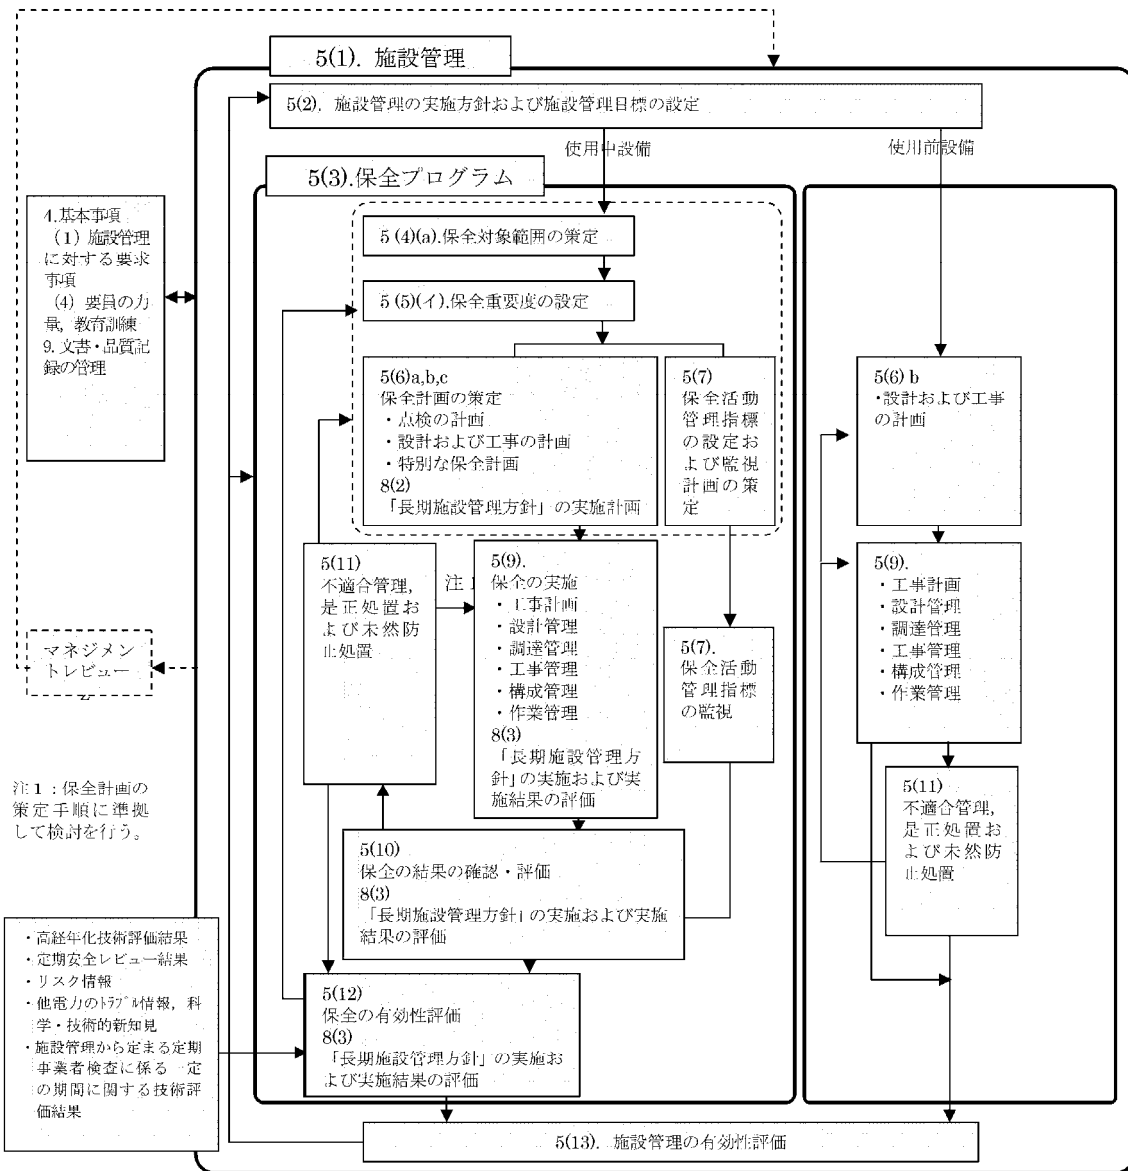 5(1). 施設管理
5(2). 施設管理の実施方針および施設管理目標の設定
使用中設備
使用前設備
5(3).保全プログラム
4.基本事項
(1) 施設管理
に対する要求
事項
(4) 要員の力
量, 教育訓練
9. 文書・品質記
録の管理
5 (4)(a).保全対象範囲の策定
5 (5)(イ).保全重要度の設定
5(6)a,b,c
保全計画の策定
・点検の計画
・設計および工事の計画
・特別な保全計画
8(2)
「長期施設管理方針」の実施計画
5(7)
保全活動
管理指標
の設定お
よび監視
計画の策
定
5(6) b
・設計および工事
の計画
5(11)
不適合管理,
是正処置お
よび未然防
止処置
注1
5(9).
保全の実施
・工事計画
・設計管理
・調達管理
・工事管理
・構成管理
・作業管理
8(3)
「長期施設管理方
針」の実施および実
施結果の評価
5(7).
保全活動
管理指標
の監視
5(9).
・工事計画
・設計管理
・調達管理
・工事管理
・構成管理
・作業管理
マネジメン
トレビュー
注1:保全計画の
策定手順に準拠
して検討を行う。
5(11)
不適合管理,
是正処置お
よび未然防
止処置
5(10)
保全の結果の確認・評価
8(3)
「長期施設管理方針」の実施および実施
結果の評価
・高経年化技術評価結果
・定期安全レビュー結果
・リスク情報
・他電力のトラブル情報, 科
学・技術的新知見
・施設管理から定まる定期
事業者検査に係る一定
の期間に関する技術評
価結果
5(12)
保全の有効性評価
8(3)
「長期施設管理方針」の実施お
よび実施結果の評価
5(13). 施設管理の有効性評価